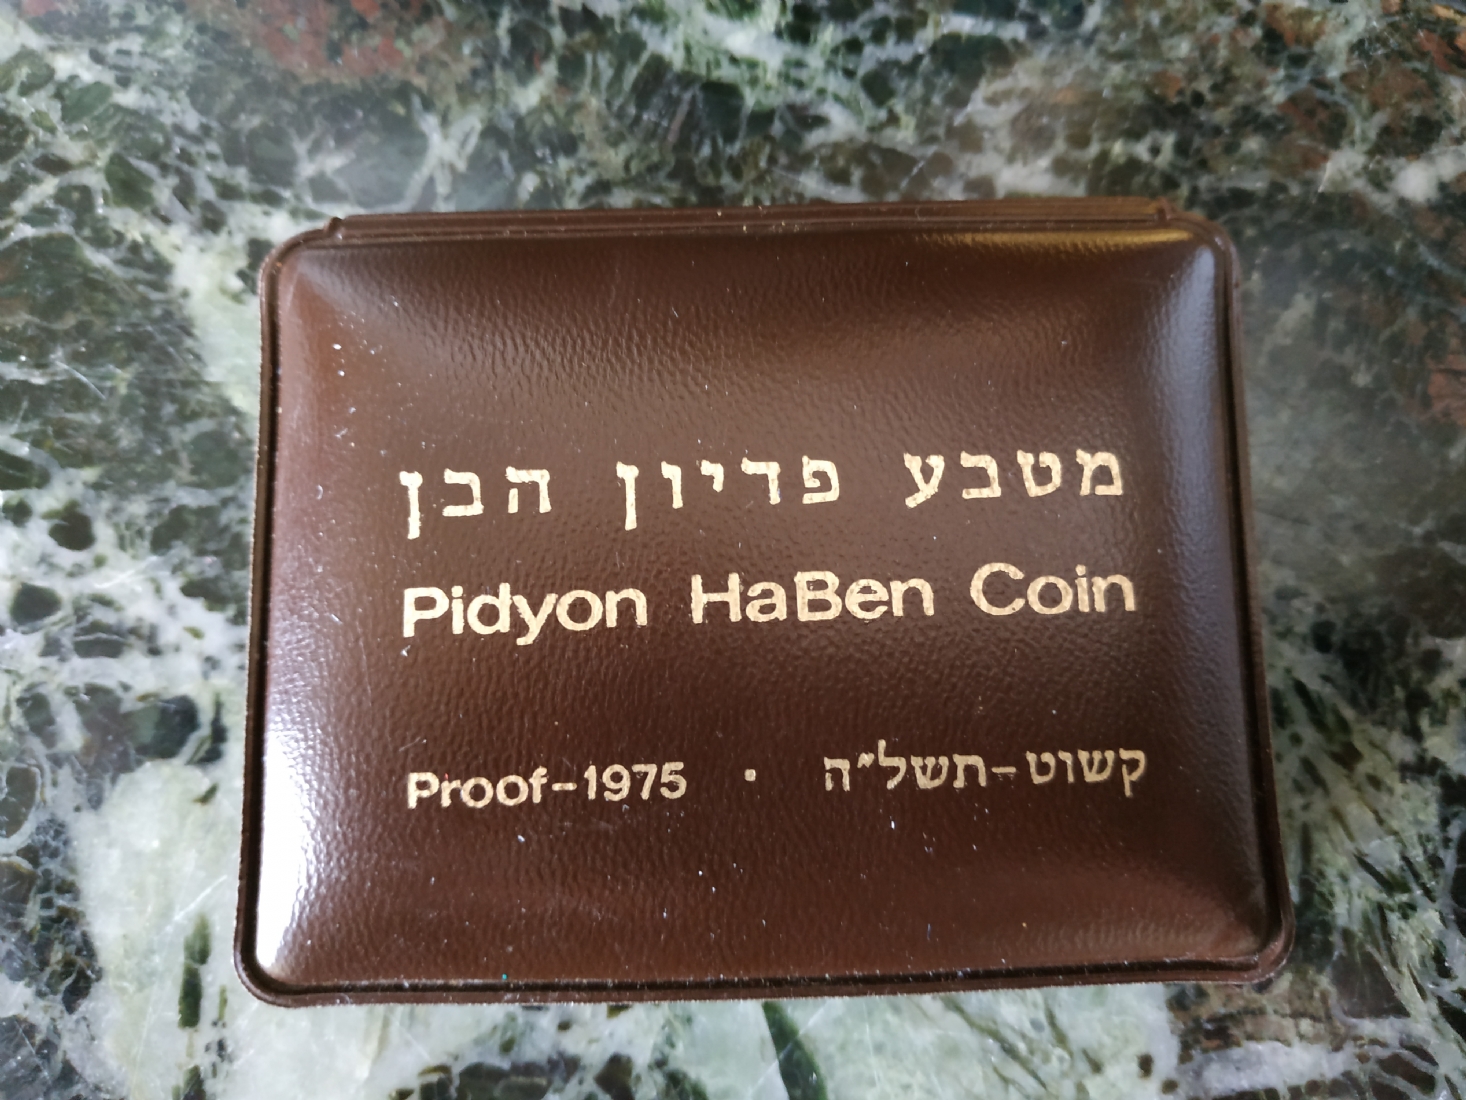 מטבע פדיון הבן
Pidyon HaBen Coin
Proof-1975 · קשוט-תשל״ה